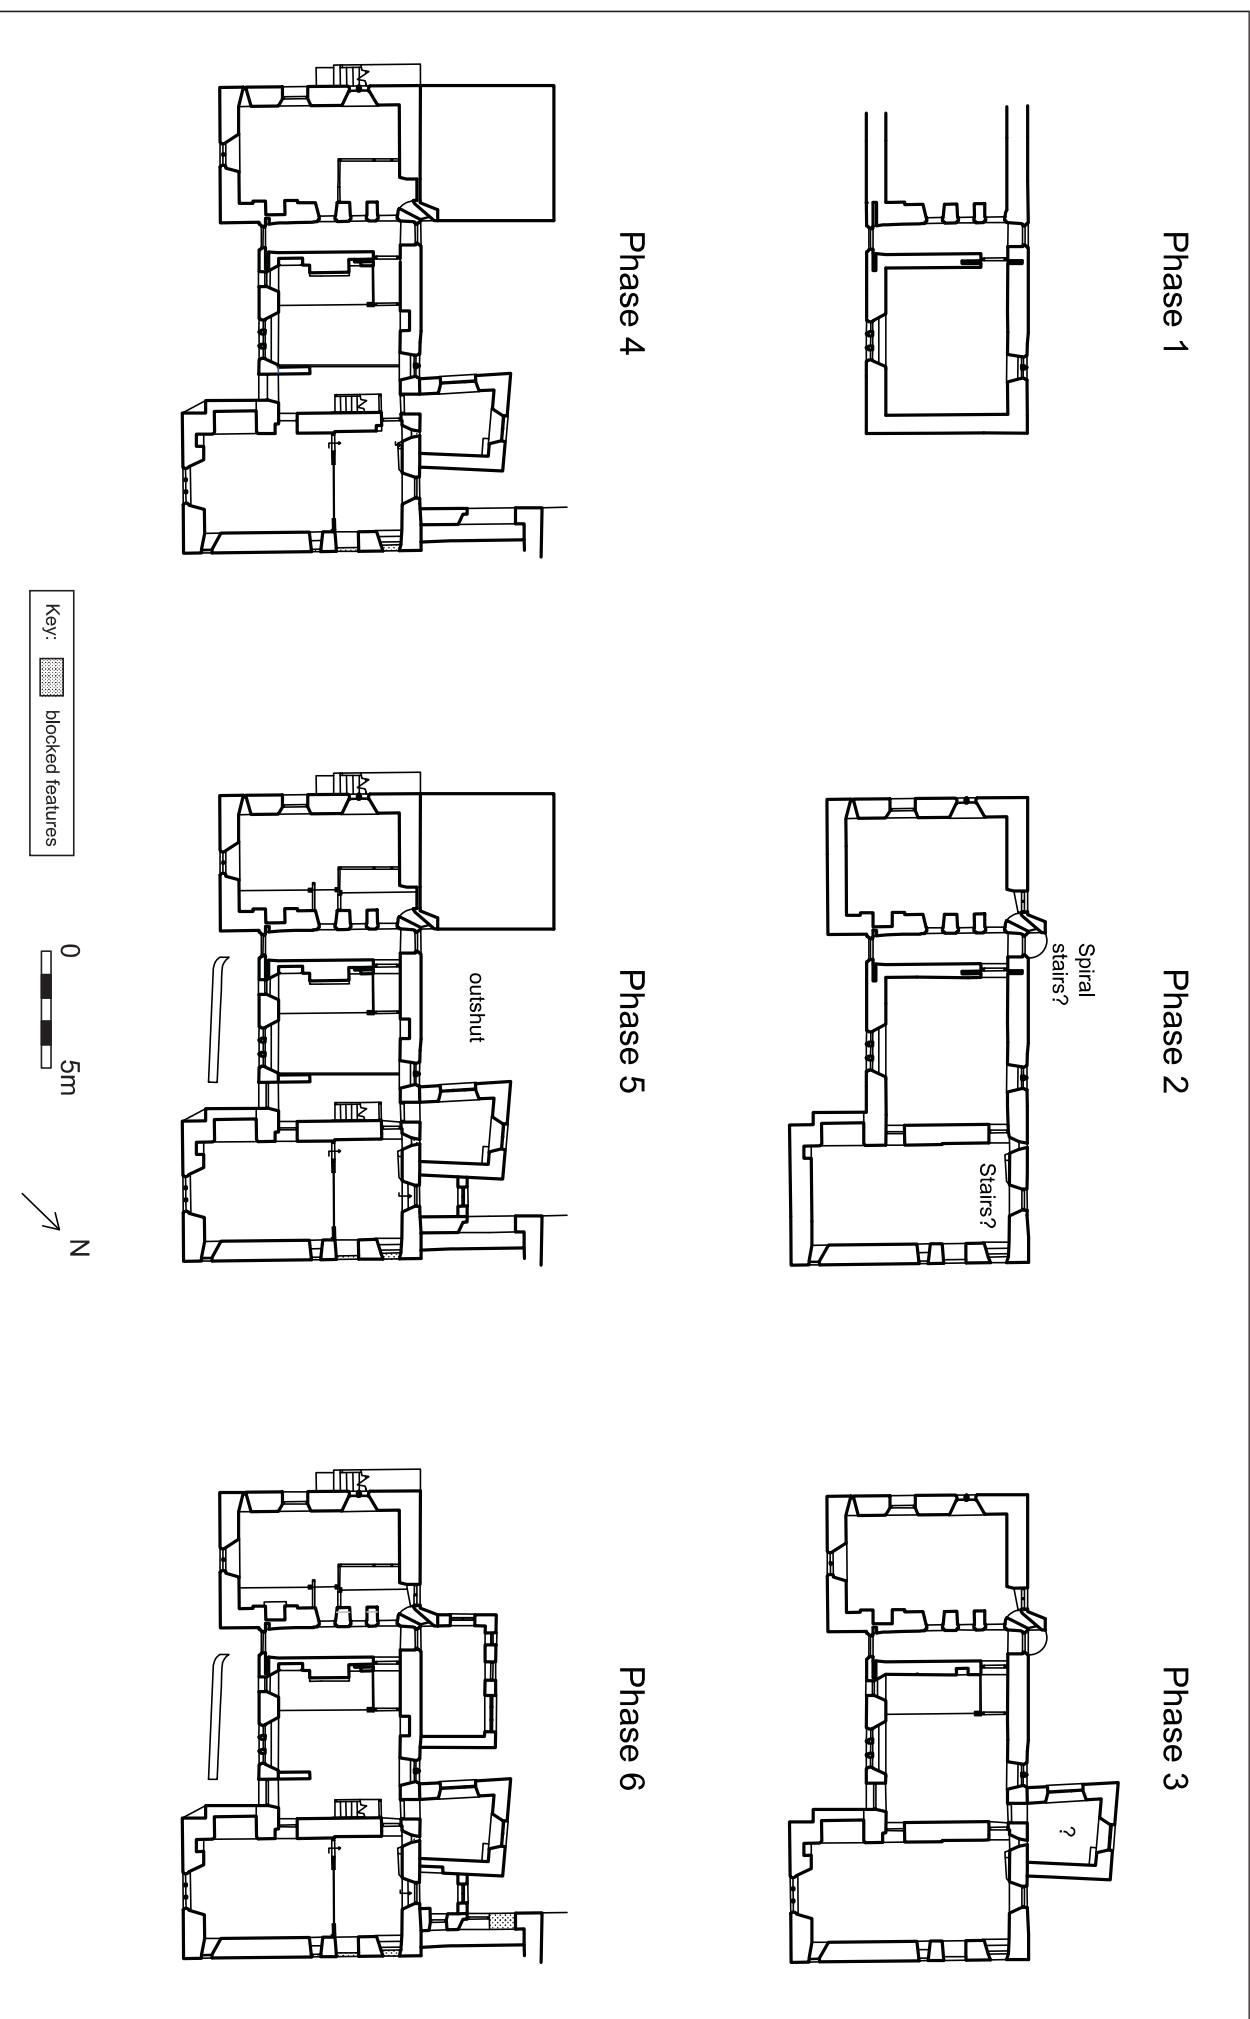 Phase 1
Phase 2
Spiral
stairs?
Stairs?
Phase 3
?
Phase 4
Phase 5
outshut
Phase 6
Key:
blocked features
0
5m
N